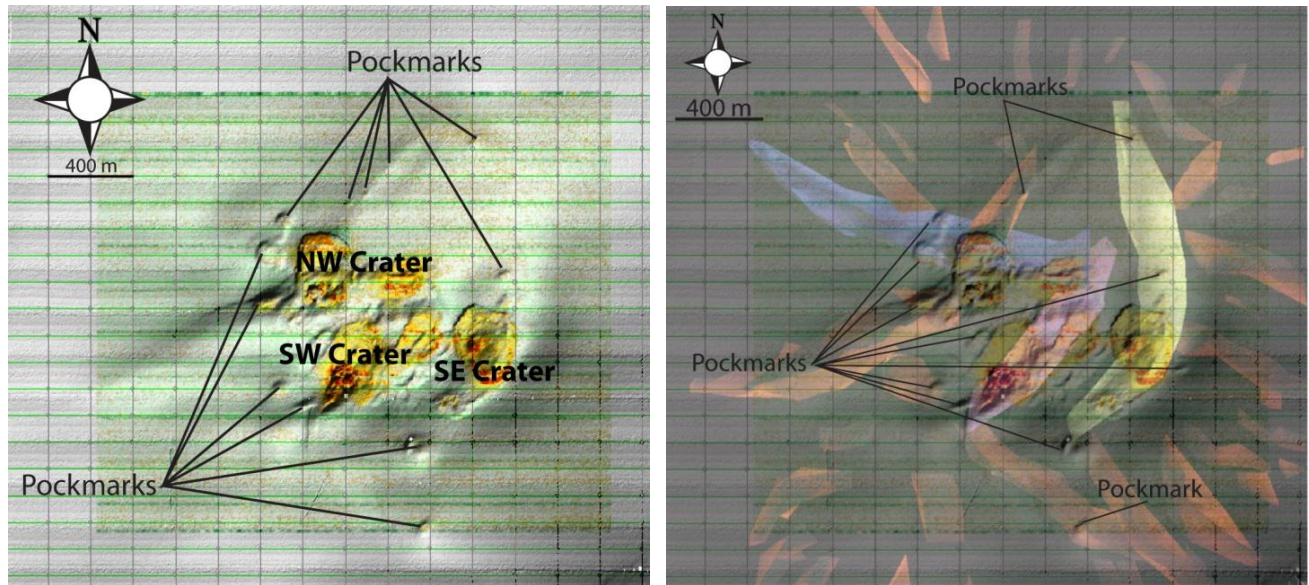 N
400 m
Pockmarks
NW Crater
SW Crater
SE Crater
Pockmarks
N
400 m
Pockmarks
Pockmarks
Pockmark